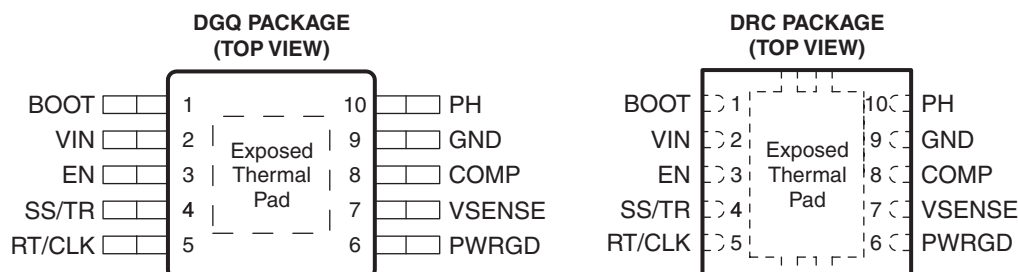 DGQ PACKAGE
(TOP VIEW)
BOOT 1 10 PH
VIN 2 9 GND
EN 3 8 COMP
SS/TR 4 7 VSENSE
RT/CLK 5 6 PWRGD
Exposed
Thermal
Pad
DRC PACKAGE
(TOP VIEW)
BOOT 1 10 PH
VIN 2 9 GND
EN 3 8 COMP
SS/TR 4 7 VSENSE
RT/CLK 5 6 PWRGD
Exposed
Thermal
Pad